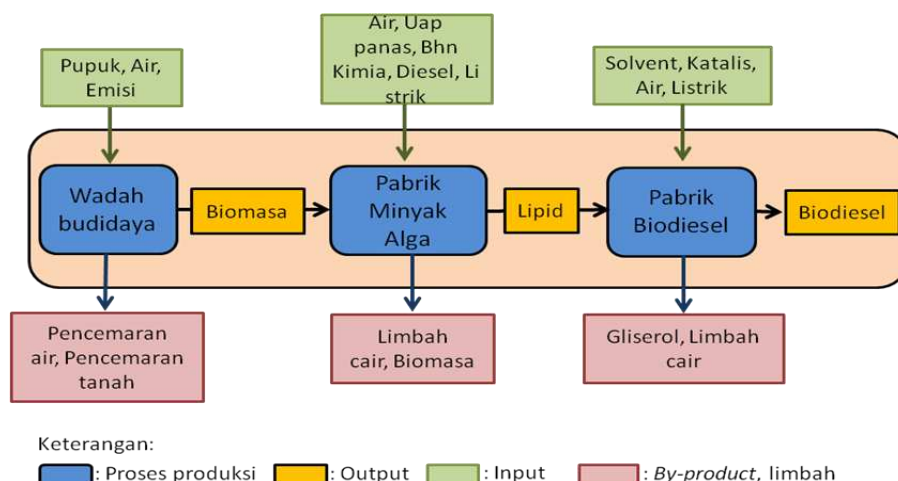 Pupuk, Air,
Emisi
Air, Uap
panas, Bhn
Kimia, Diesel, Li
strik
Solvent, Katalis,
Air, Listrik
Wadah
budidaya
Biomasa
Pabrik
Minyak
Alga
Lipid
Pabrik
Biodiesel
Biodiesel
Pencemaran
air, Pencemaran
tanah
Limbah
cair, Biomasa
Gliserol, Limbah
cair
Keterangan:
: Proses produksi
: Output
: Input
: By-product, limbah